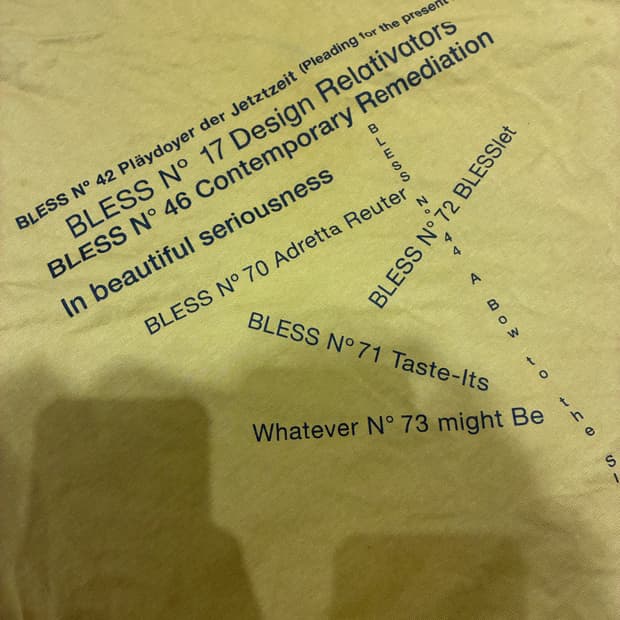 BLESS N° 42 Pläydoyer der Jetztzeit (Pleading for the present
BLESS N° 17 Design Relativators
BLESS N° 46 Contemporary Remediation
In beautiful seriousness
BLESS N° 70 Adretta Reuter
BLESS N° 72 BLESSlet
BLESS N° 44 A Bow to the
BLESS N° 71 Taste-Its
Whatever N° 73 might Be